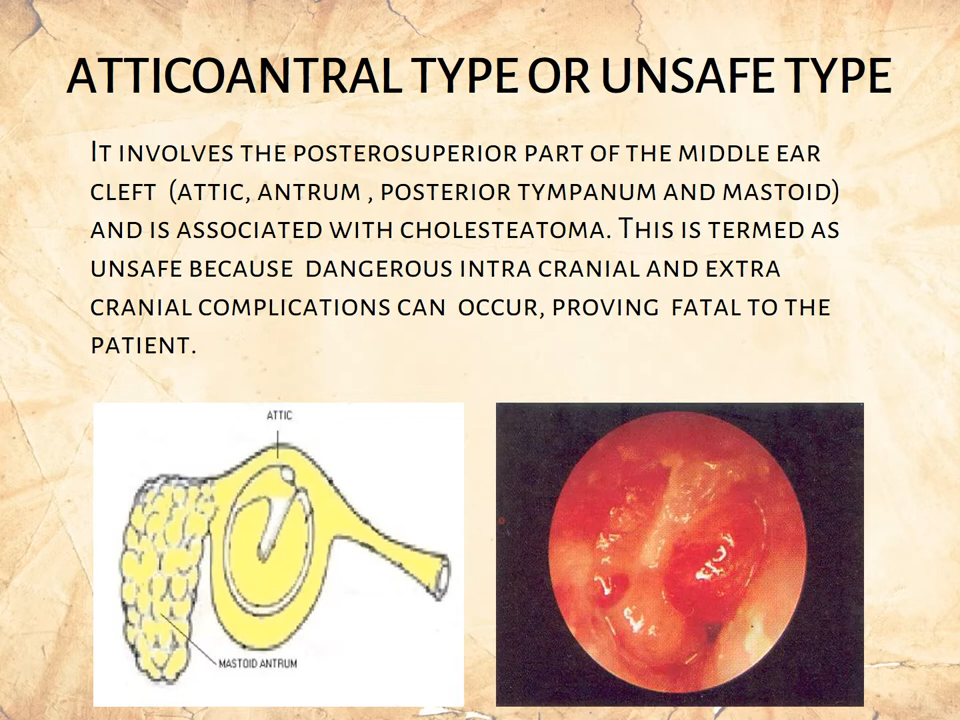 ATTICOANTRAL TYPE OR UNSAFE TYPE
It involves the posterosuperior part of the middle ear
cleft (attic, antrum , posterior tympanum and mastoid)
and is associated with cholesteatoma. This is termed as
unsafe because dangerous intra cranial and extra
cranial complications can occur, proving fatal to the
patient.
ATTIC
MASTOID ANTRUM